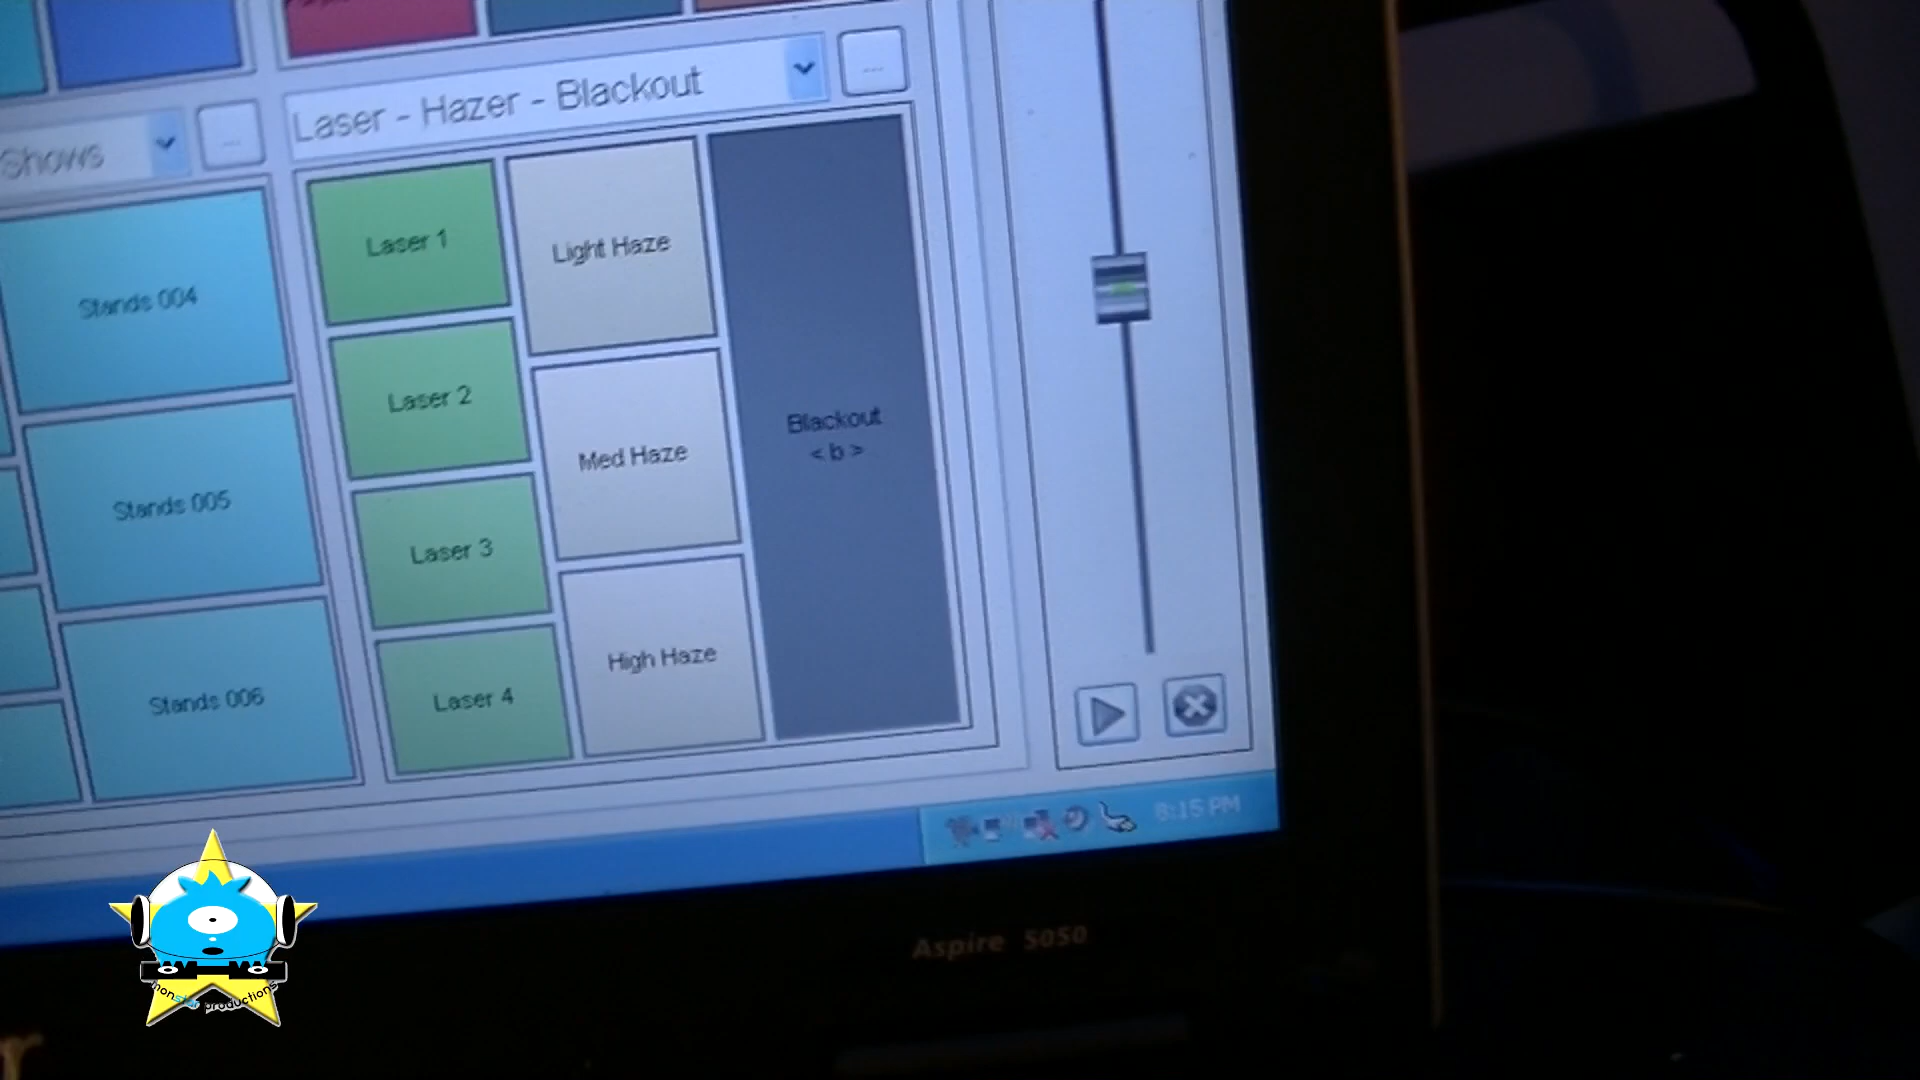 Laser - Hazer - Blackout
...
Shows
...
Laser 1
Light Haze
Stands 004
Laser 2
Blackout
< b >
Med Haze
Stands 005
Laser 3
High Haze
Stands 006
Laser 4
8:15 PM
Aspire 5050
monstar productions